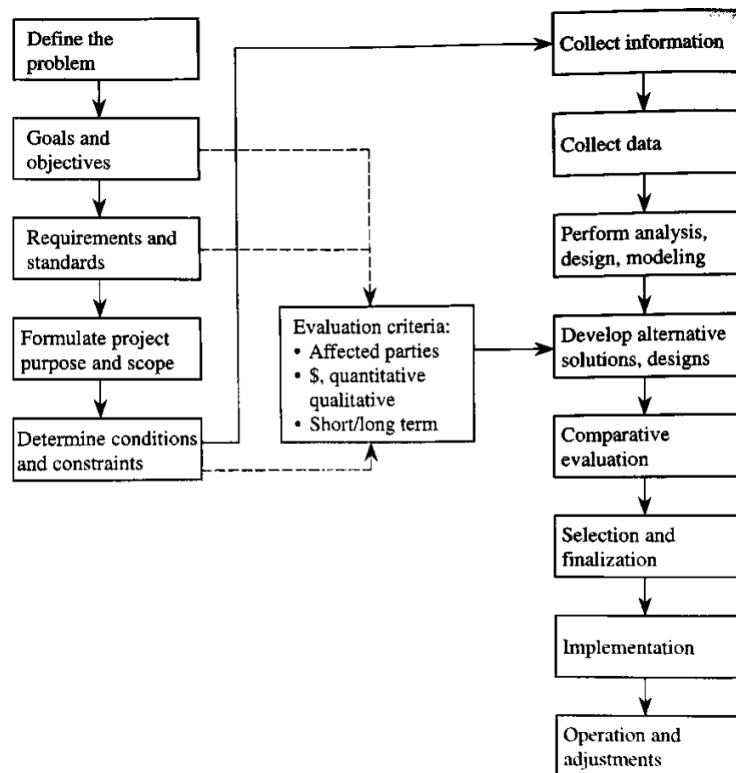 Define the
problem
Goals and
objectives
Requirements and
standards
Formulate project
purpose and scope
Determine conditions
and constraints
Evaluation criteria:
• Affected parties
• $, quantitative
qualitative
• Short/long term
Collect information
Collect data
Perform analysis,
design, modeling
Develop alternative
solutions, designs
Comparative
evaluation
Selection and
finalization
Implementation
Operation and
adjustments